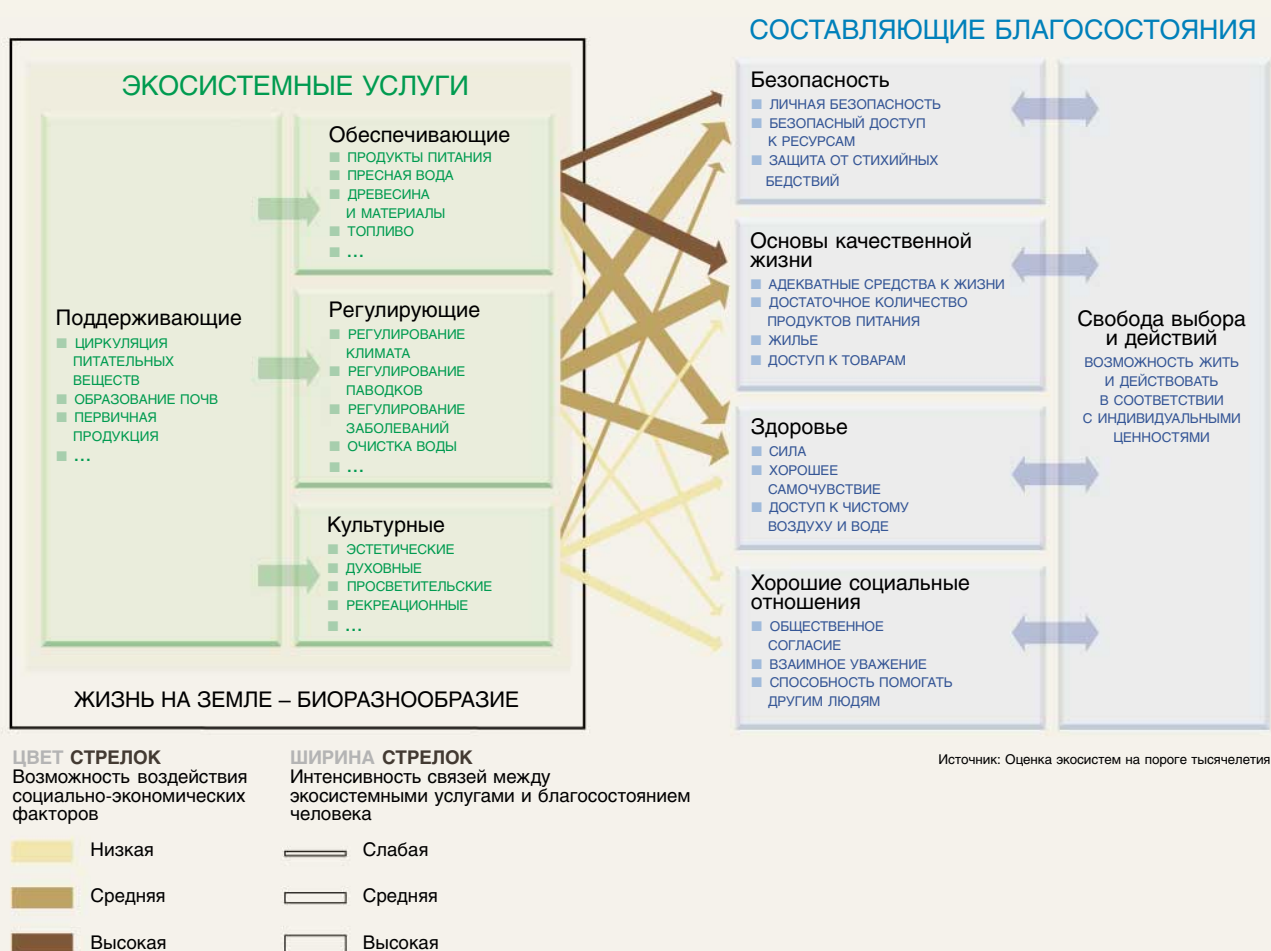 СОСТАВЛЯЮЩИЕ БЛАГОСОСТОЯНИЯ
ЭКОСИСТЕМНЫЕ УСЛУГИ
Поддерживающие
ЦИРКУЛЯЦИЯ
ПИТАТЕЛЬНЫХ
ВЕЩЕСТВ
ОБРАЗОВАНИЕ ПОЧВ
ПЕРВИЧНАЯ
ПРОДУКЦИЯ
...
Обеспечивающие
ПРОДУКТЫ ПИТАНИЯ
ПРЕСНАЯ ВОДА
ДРЕВЕСИНА
И МАТЕРИАЛЫ
ТОПЛИВО
...
Регулирующие
РЕГУЛИРОВАНИЕ
КЛИМАТА
РЕГУЛИРОВАНИЕ
ПАВОДКОВ
РЕГУЛИРОВАНИЕ
ЗАБОЛЕВАНИЙ
ОЧИСТКА ВОДЫ
...
Культурные
ЭСТЕТИЧЕСКИЕ
ДУХОВНЫЕ
ПРОСВЕТИТЕЛЬСКИЕ
РЕКРЕАЦИОННЫЕ
...
ЖИЗНЬ НА ЗЕМЛЕ – БИОРАЗНООБРАЗИЕ
Безопасность
ЛИЧНАЯ БЕЗОПАСНОСТЬ
БЕЗОПАСНЫЙ ДОСТУП
К РЕСУРСАМ
ЗАЩИТА ОТ СТИХИЙНЫХ
БЕДСТВИЙ
Основы качественной
жизни
АДЕКВАТНЫЕ СРЕДСТВА К ЖИЗНИ
ДОСТАТОЧНОЕ КОЛИЧЕСТВО
ПРОДУКТОВ ПИТАНИЯ
ЖИЛЬЕ
ДОСТУП К ТОВАРАМ
Здоровье
СИЛА
ХОРОШЕЕ
САМОЧУВСТВИЕ
ДОСТУП К ЧИСТОМУ
ВОЗДУХУ И ВОДЕ
Хорошие социальные
отношения
ОБЩЕСТВЕННОЕ
СОГЛАСИЕ
ВЗАИМНОЕ УВАЖЕНИЕ
СПОСОБНОСТЬ ПОМОГАТЬ
ДРУГИМ ЛЮДЯМ
Свобода выбора
и действий
ВОЗМОЖНОСТЬ ЖИТЬ
И ДЕЙСТВОВАТЬ
В СООТВЕТСТВИИ
С ИНДИВИДУАЛЬНЫМИ
ЦЕННОСТЯМИ
Источник: Оценка экосистем на пороге тысячелетия
ЦВЕТ СТРЕЛОК
Возможность воздействия
социально-экономических
факторов
Низкая
Средняя
Высокая
ШИРИНА СТРЕЛОК
Интенсивность связей между
экосистемными услугами и благосостоянием
человека
Слабая
Средняя
Высокая